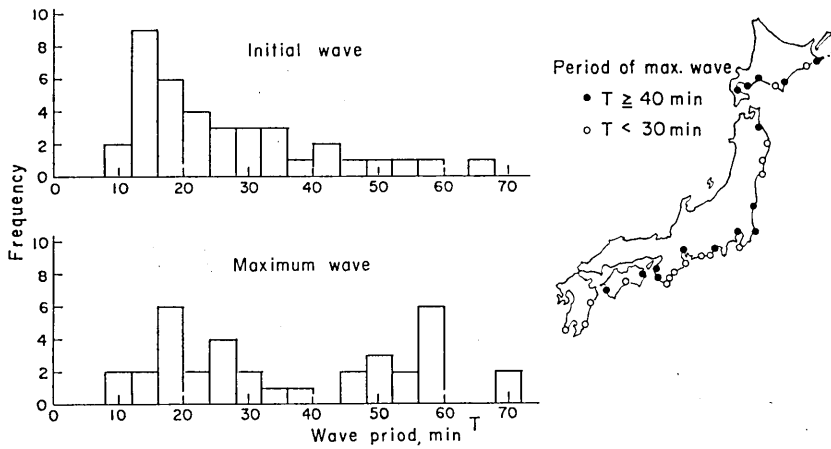 Initial wave
Frequency
10
8
6
4
2
0
0 10 20 30 40 50 60 70
Maximum wave
10
8
6
4
2
0
0 10 20 30 40 50 60 70
Wave priod, min T
Period of max. wave
● T ≥ 40 min
○ T < 30 min